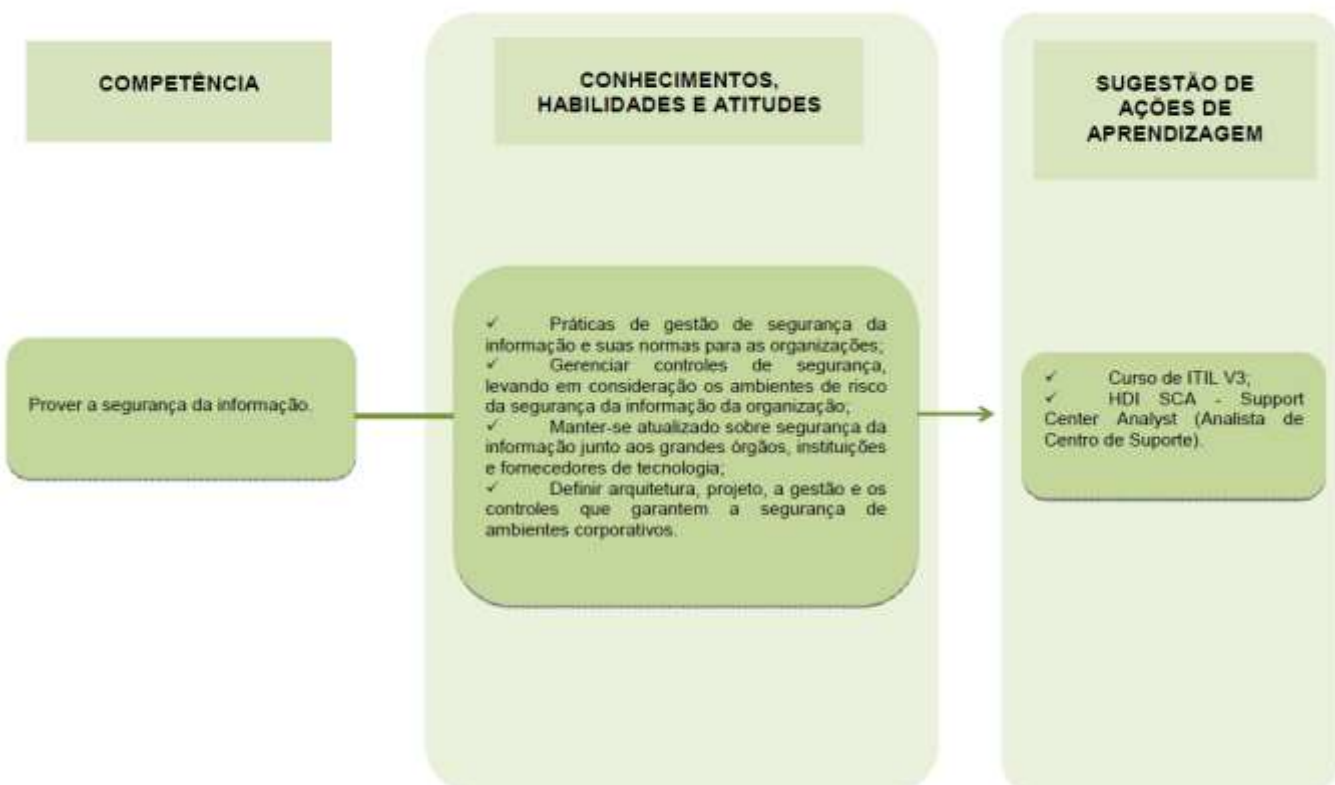 COMPETÊNCIA
CONHECIMENTOS,
HABILIDADES E ATITUDES
SUGESTÃO DE
AÇÕES DE
APRENDIZAGEM
Prover a segurança da informação.
✓ Práticas de gestão de segurança da
informação e suas normas para as organizações;
✓ Gerenciar controles de segurança,
levando em consideração os ambientes de risco
da segurança da informação da organização;
✓ Manter-se atualizado sobre segurança da
informação junto aos grandes órgãos, instituições
e fornecedores de tecnologia;
✓ Definir arquitetura, projeto, a gestão e os
controles que garantem a segurança de
ambientes corporativos.
✓ Curso de ITIL V3;
✓ HDI SCA - Support
Center Analyst (Analista de
Centro de Suporte).